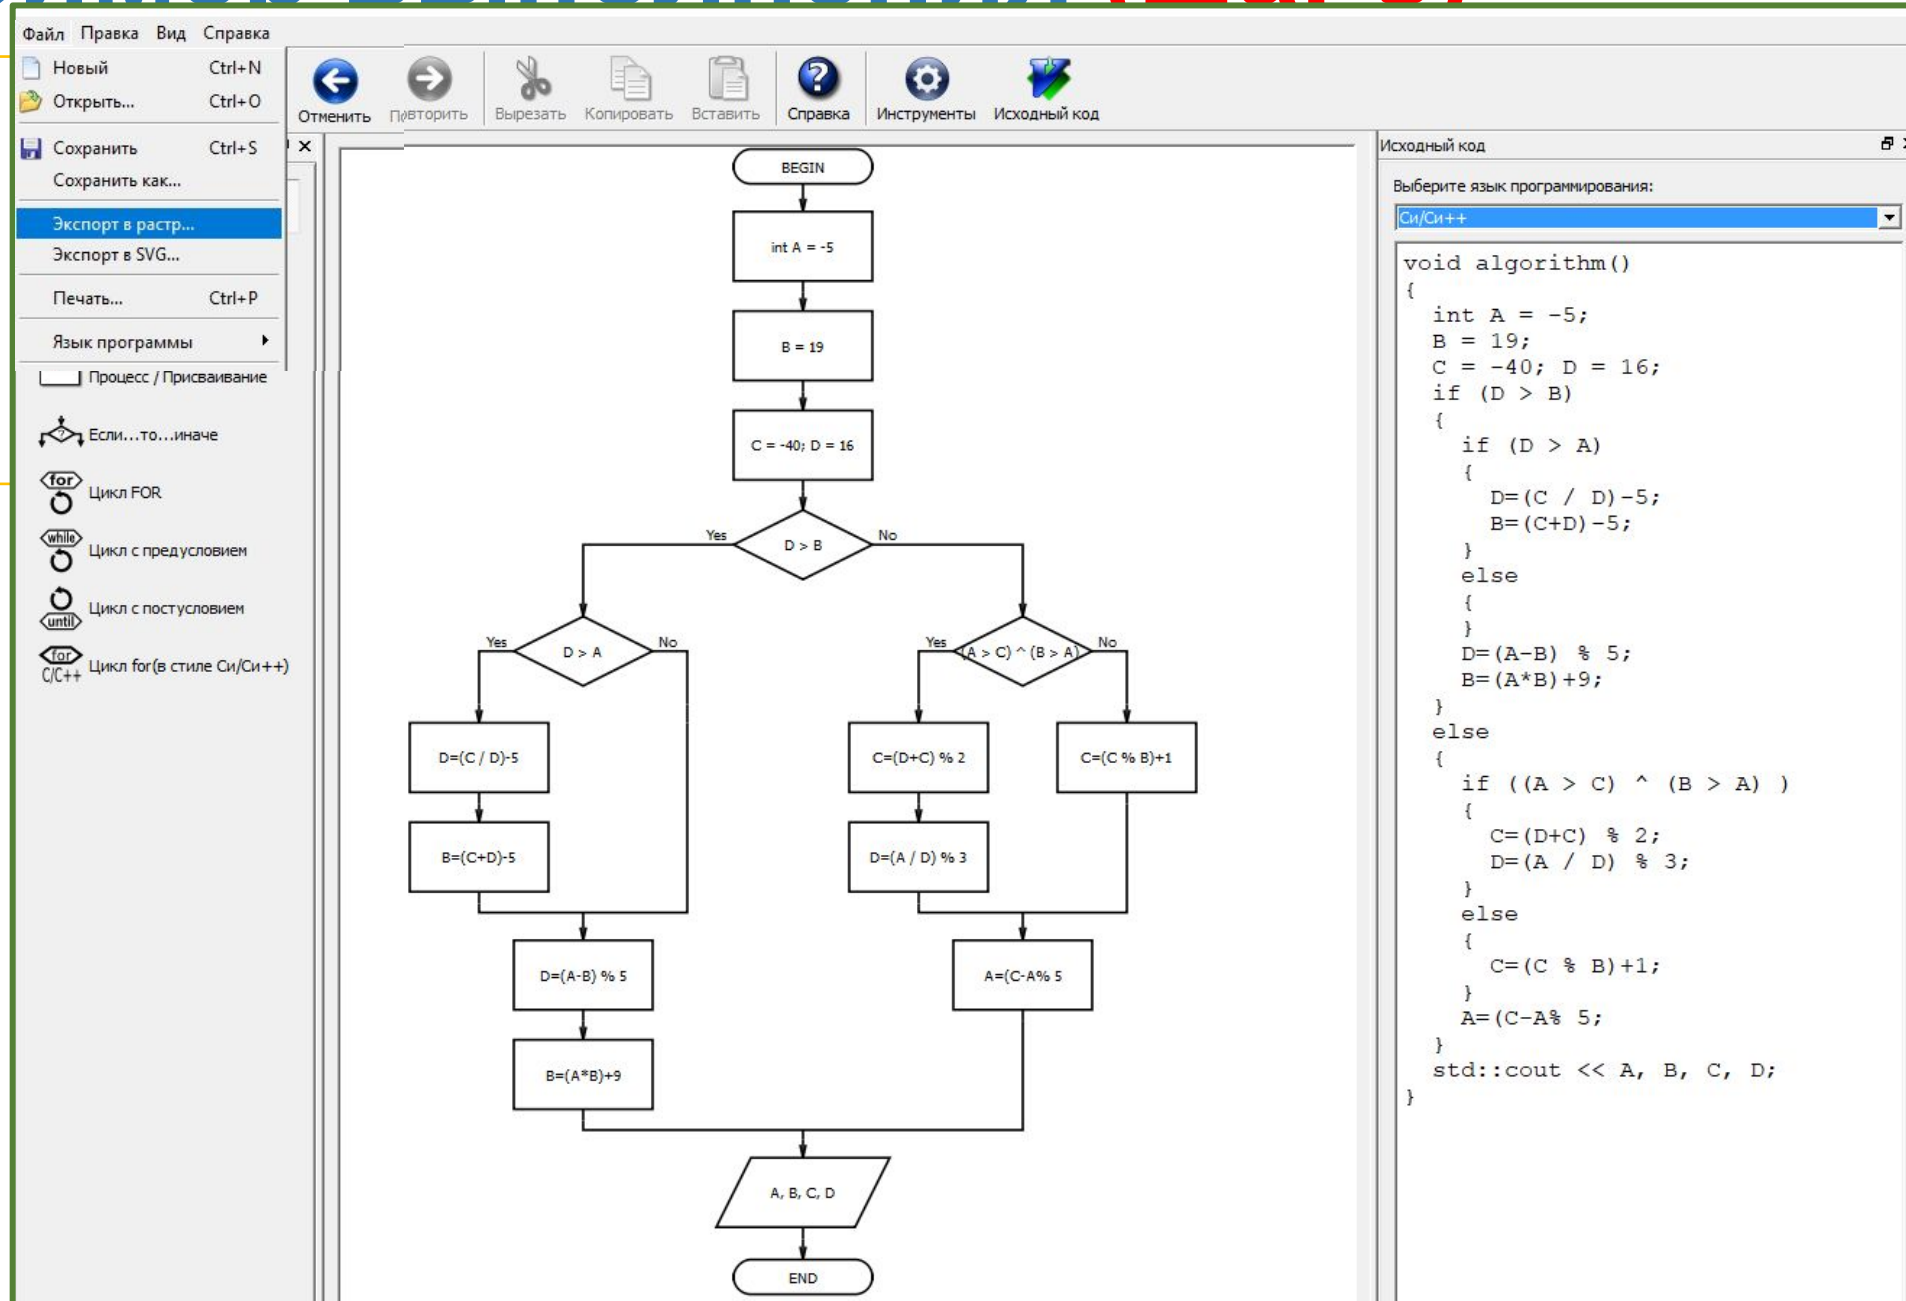 Файл Правка Вид Справка
Новый Ctrl+N
Открыть... Ctrl+O
Сохранить Ctrl+S
Сохранить как...
Экспорт в растр...
Экспорт в SVG...
Печать... Ctrl+P
Язык программы
Отменить Повторить Вырезать Копировать Вставить Справка Инструменты Исходный код
Процесс / Присваивание
Если...то...иначе
for Цикл FOR
while Цикл с предусловием
until Цикл с постусловием
for C/C++ Цикл for(в стиле Си/Си++)
BEGIN
int A = -5
B = 19
C = -40; D = 16
Yes D > B No
Yes D > A No
Yes (A > C) ^ (B > A) No
D=(C / D)-5
C=(D+C) % 2
C=(C % B)+1
B=(C+D)-5
D=(A / D) % 3
D=(A-B) % 5
A=(C-A% 5
B=(A*B)+9
A, B, C, D
END
Исходный код
Выберите язык программирования:
Си/Си++
void algorithm()
{
int A = -5;
B = 19;
C = -40; D = 16;
if (D > B)
{
if (D > A)
{
D=(C / D)-5;
B=(C+D)-5;
}
else
{
}
D=(A-B) % 5;
B=(A*B)+9;
}
else
{
if ((A > C) ^ (B > A) )
{
C=(D+C) % 2;
D=(A / D) % 3;
}
else
{
C=(C % B)+1;
}
A=(C-A% 5;
}
std::cout << A, B, C, D;
}